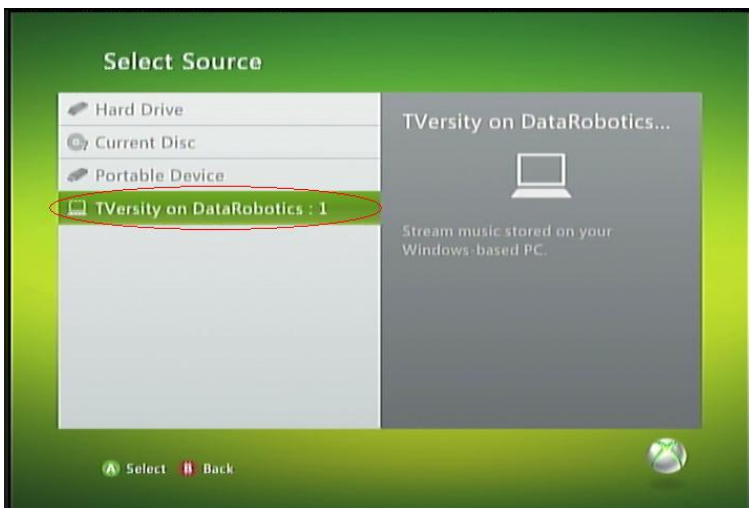 Select Source
Hard Drive
Current Disc
Portable Device
TVersity on DataRobotics : 1
TVersity on DataRobotics...
Stream music stored on your
Windows-based PC.
A Select B Back